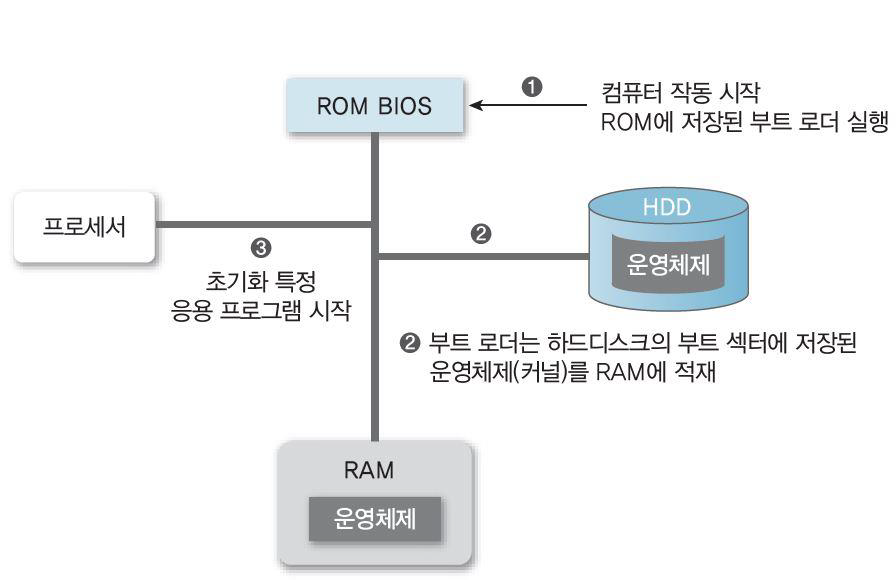 ROM BIOS
❶
컴퓨터 작동 시작
ROM에 저장된 부트 로더 실행
프로세서
❸
초기화 특정
응용 프로그램 시작
❷
HDD
운영체제
❷ 부트 로더는 하드디스크의 부트 섹터에 저장된
운영체제(커널)를 RAM에 적재
RAM
운영체제